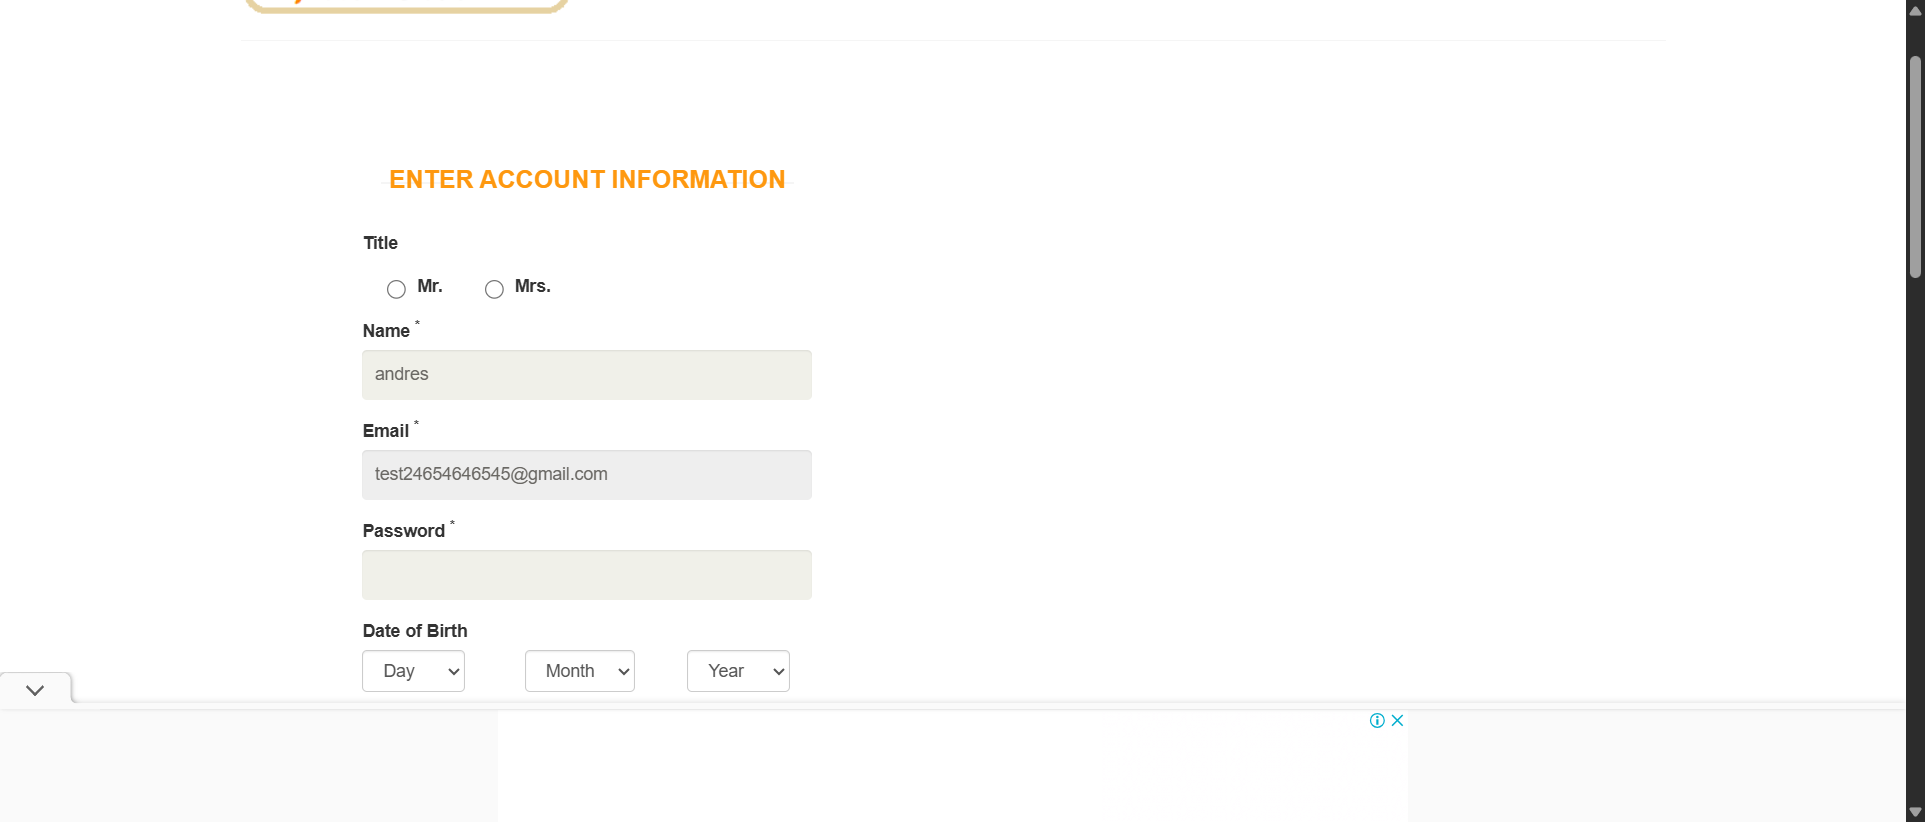 ENTER ACCOUNT INFORMATION
Title
Mr. Mrs.
Name *
andres
Email *
test24654646545@gmail.com
Password *
Date of Birth
Day Month Year